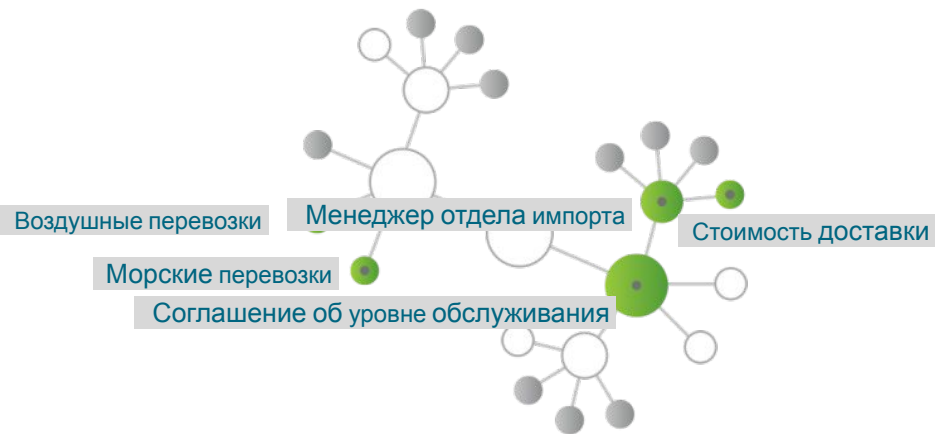 Воздушные перевозки
Менеджер отдела импорта
Стоимость доставки
Морские перевозки
Соглашение об уровне обслуживания